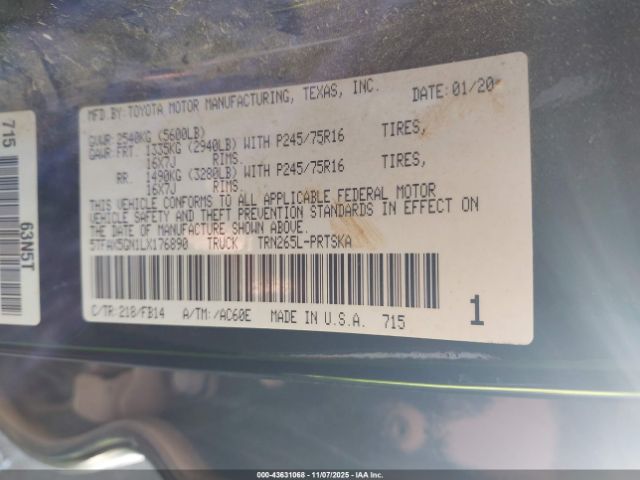 MFD.BY TOYOTA MOTOR MANUFACTURING, TEXAS, INC. DATE: 01/20
GVWR 2540KG (5600LB)
GAWR:FRT. 1335KG (2940LB) WITH P245/75R16 TIRES,
16X7J RIMS.
RR. 1490KG (3280LB) WITH P245/75R16 TIRES,
16X7J RIMS.
THIS VEHICLE CONFORMS TO ALL APPLICABLE FEDERAL MOTOR
VEHICLE SAFETY AND THEFT PREVENTION STANDARDS IN EFFECT ON
THE DATE OF MANUFACTURE SHOWN ABOVE.
5TFAX5GN1LX176890 TRUCK TRN265L-PRTSKA
C/TR:218/FB14 A/TM:/AC60E MADE IN U.S.A. 715 1
715
63N5T
000-43631068 - 11/07/2025 - IAA Inc.